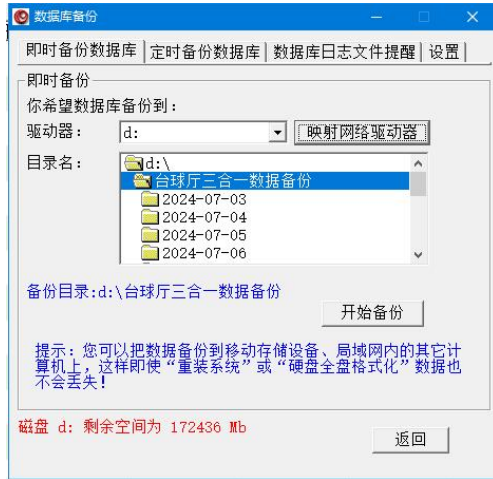 数据库备份
即时备份数据库 定时备份数据库 数据库日志文件提醒 设置
即时备份
你希望数据库备份到：
驱动器： d: 映射网络驱动器
目录名： d:\
台球厅三合一数据备份
2024-07-03
2024-07-04
2024-07-05
2024-07-06
备份目录:d:\台球厅三合一数据备份
开始备份
提示：您可以把数据备份到移动存储设备、局域网内的其它计
算机上，这样即使“重装系统”或“硬盘全盘格式化”数据也
不会丢失！
磁盘 d: 剩余空间为 172436 Mb
返回